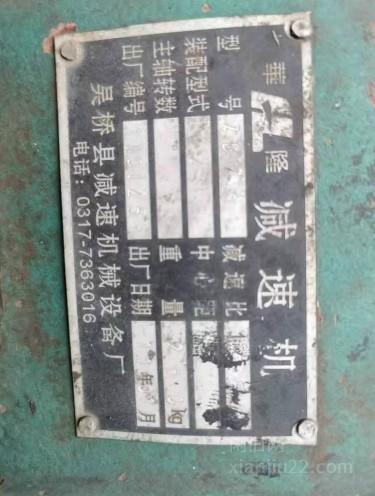 華隆 减速机
型号 减速比
装配型式 中心距
主轴转数 重量 kg
出厂编号 出厂日期 年 月
吴桥县减速机械设备厂
电话：0317-7363016
xianjiu22.com